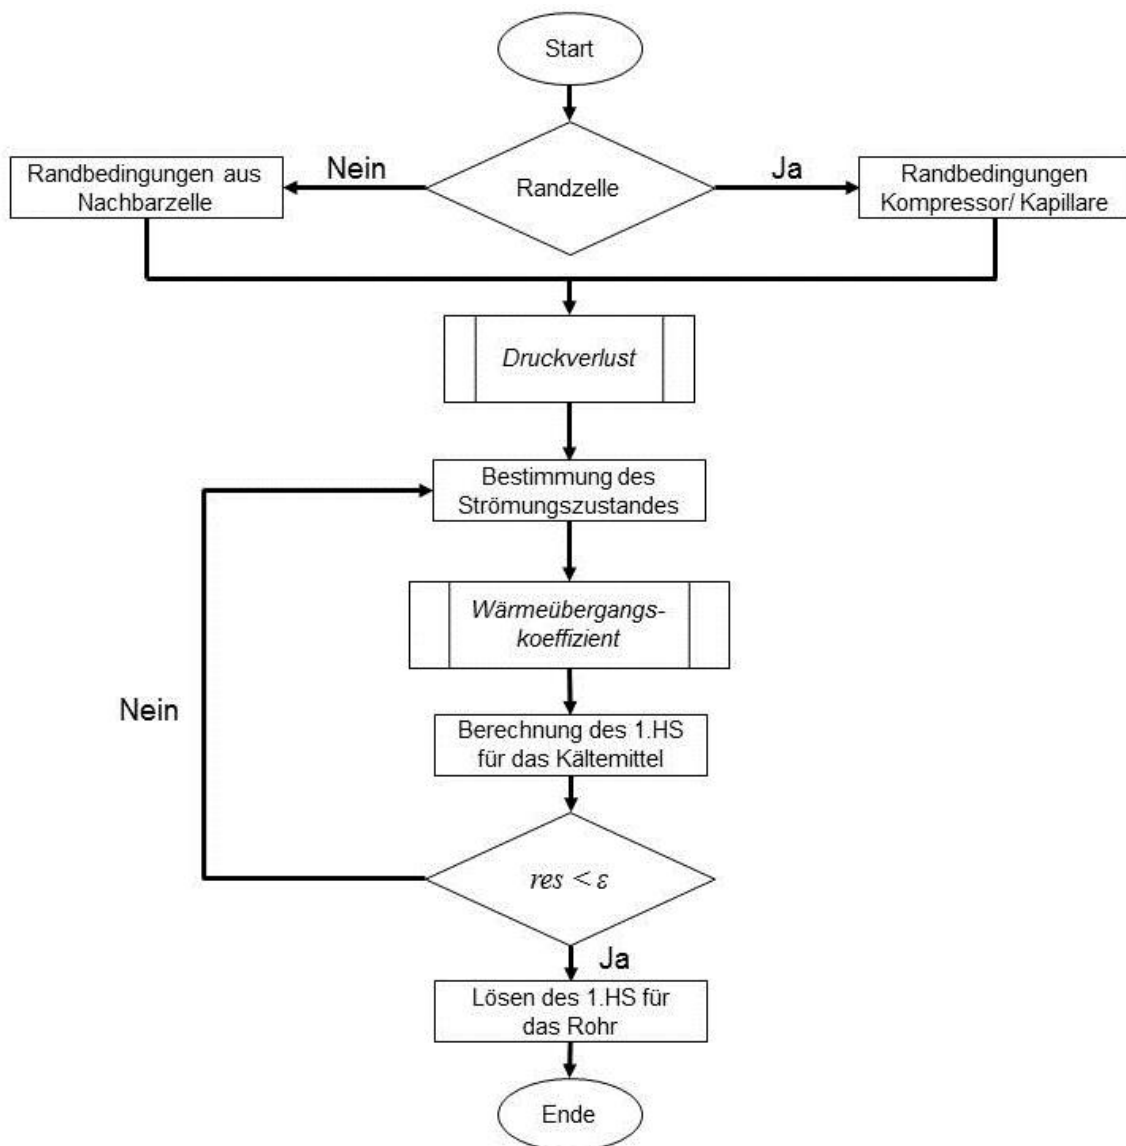 Start
Nein
Ja
Randbedingungen aus
Nachbarzelle
Randzelle
Randbedingungen
Kompressor/ Kapillare
Druckverlust
Bestimmung des
Strömungszustandes
Wärmeübergangs-
koeffizient
Nein
Berechnung des 1.HS
für das Kältemittel
res < ε
Ja
Lösen des 1.HS für
das Rohr
Ende